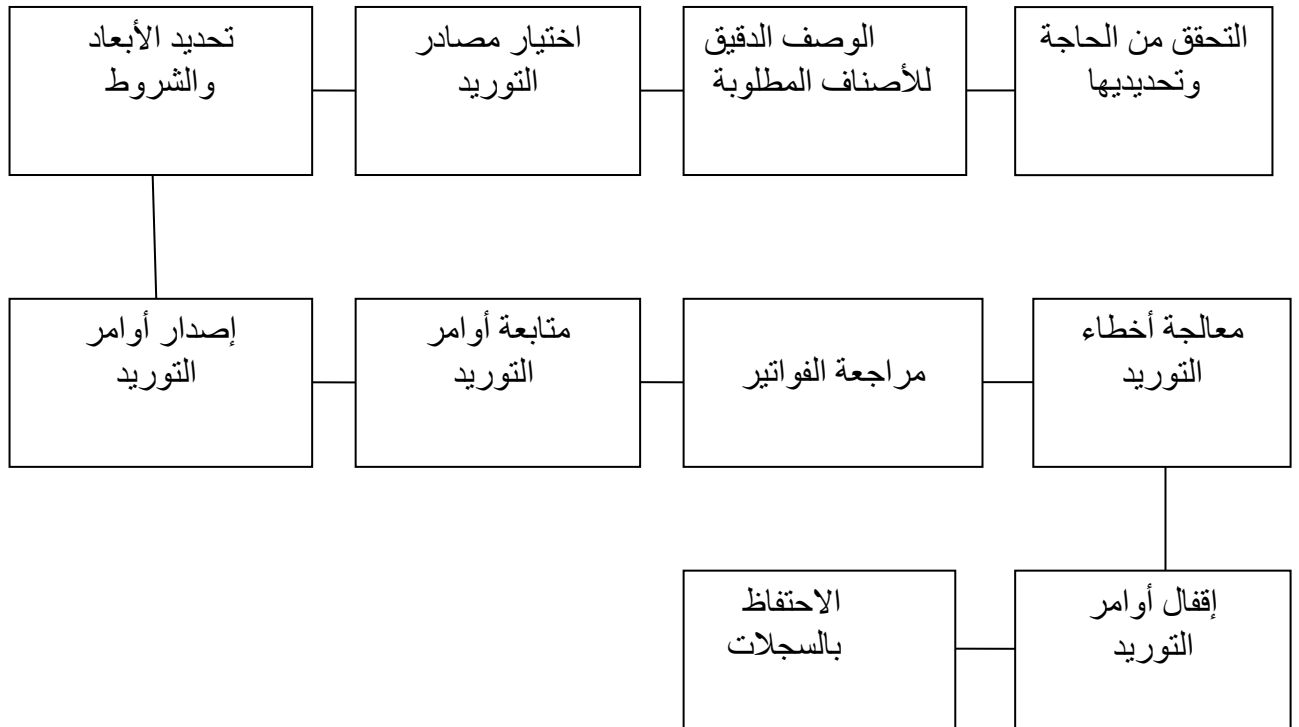 التحقق من الحاجة
وتحديديها
الوصف الدقيق
للأصناف المطلوبة
اختيار مصادر
التوريد
تحديد الأبعاد
والشروط
إصدار أوامر
التوريد
متابعة أوامر
التوريد
مراجعة الفواتير
معالجة أخطاء
التوريد
إقفال أوامر
التوريد
الاحتفاظ
بالسجلات